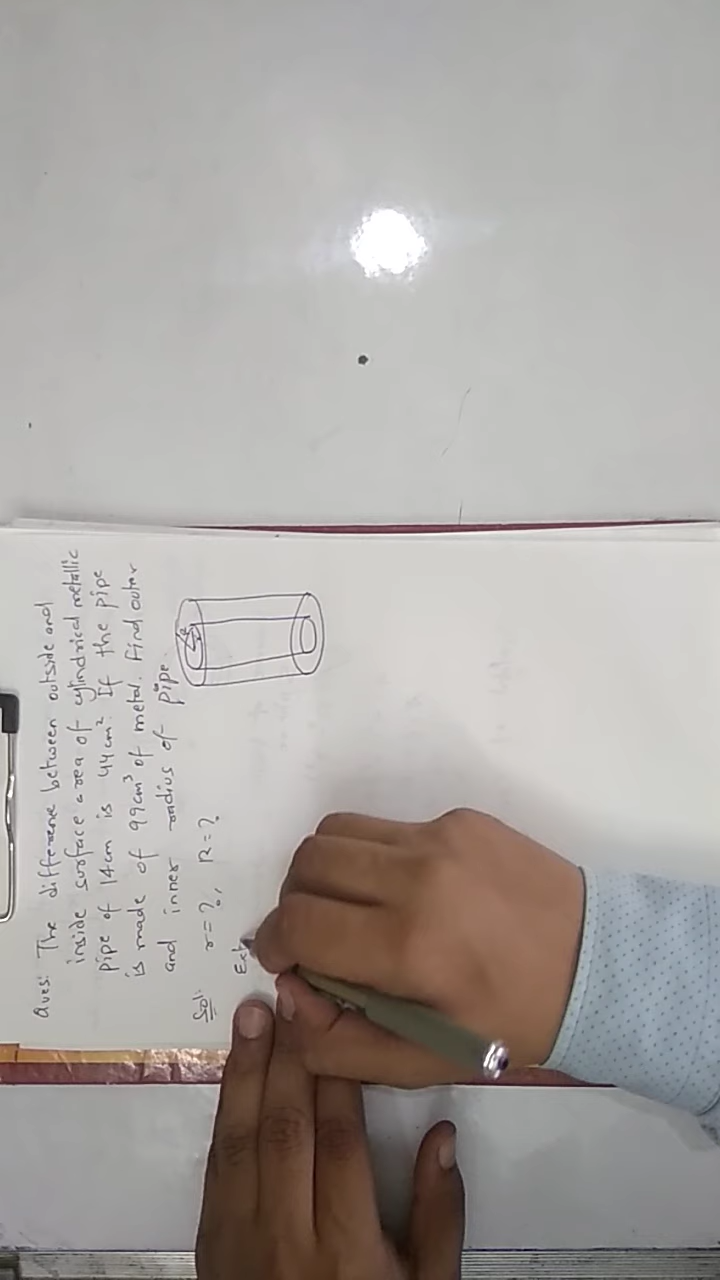 Ques: The difference between outside and
inside surface area of cylindrical metallic
pipe of 14cm is 44cm². If the pipe
is made of 99cm³ of metal. Find outer
and inner radius of pipe.
Sol: r=?, R=?
Ext